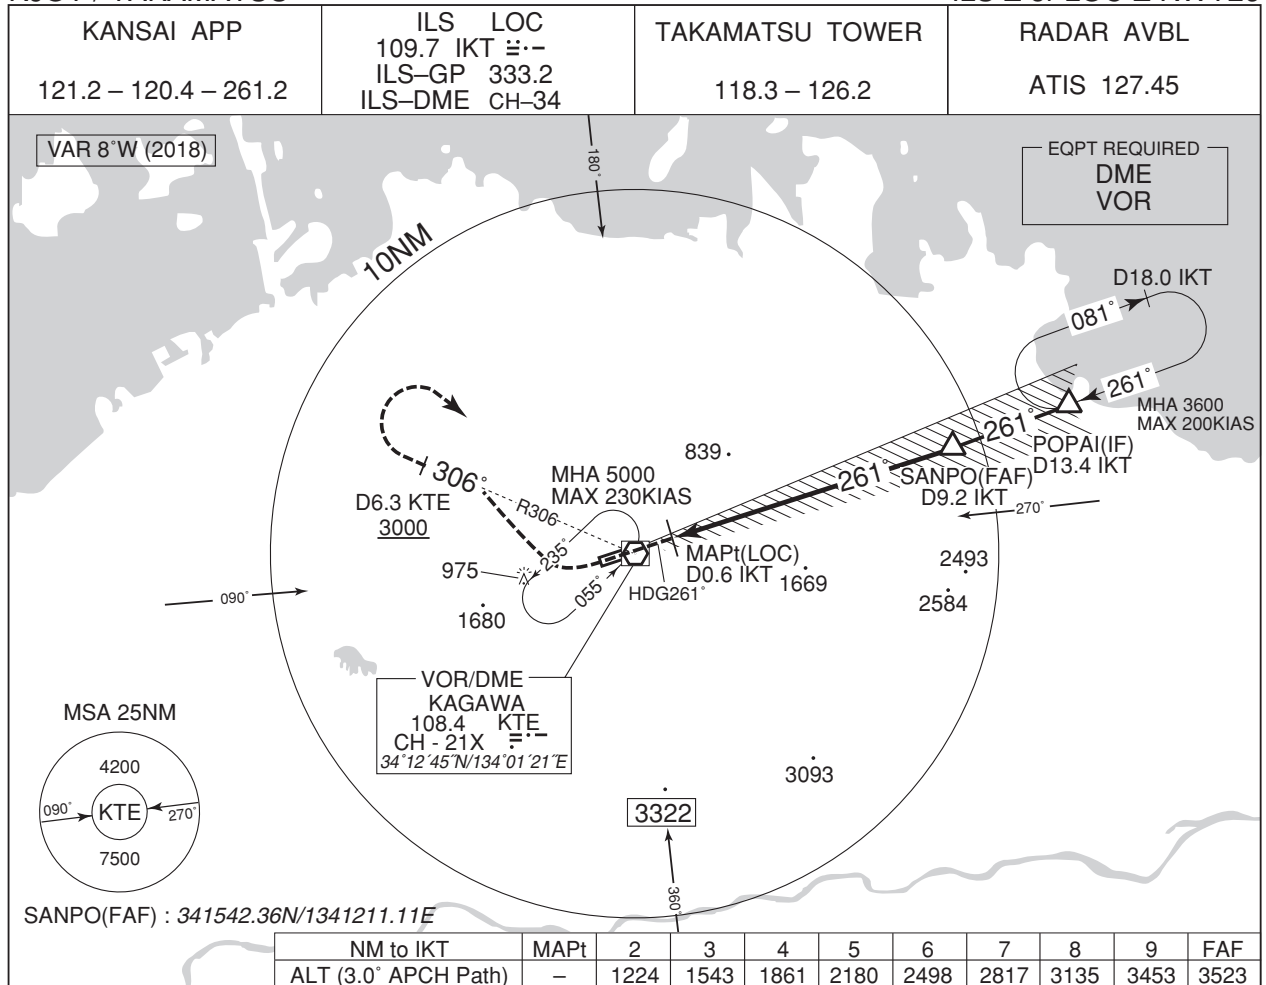 KANSAI APP
121.2 – 120.4 – 261.2
ILS LOC
109.7 IKT
ILS–GP 333.2
ILS–DME CH–34
TAKAMATSU TOWER
118.3 – 126.2
RADAR AVBL
ATIS 127.45
VAR 8°W (2018)
180°
EQPT REQUIRED
DME
VOR
10NM
D18.0 IKT
081°
261°
MHA 3600
MAX 200KIAS
261°
POPAI(IF)
D13.4 IKT
839
261°
SANPO(FAF)
D9.2 IKT
270°
306°
MHA 5000
MAX 230KIAS
D6.3 KTE
3000
R306
235°
MAPt(LOC)
D0.6 IKT
975
055°
HDG261°
1669
2493
2584
090°
1680
VOR/DME
KAGAWA
108.4 KTE
CH - 21X
34°12′45″N/134°01′21″E
MSA 25NM
4200
090°
KTE
270°
7500
3093
3322
360°
SANPO(FAF) : 341542.36N/1341211.11E
NM to IKT MAPt 2 3 4 5 6 7 8 9 FAF
ALT (3.0° APCH Path) – 1224 1543 1861 2180 2498 2817 3135 3453 3523